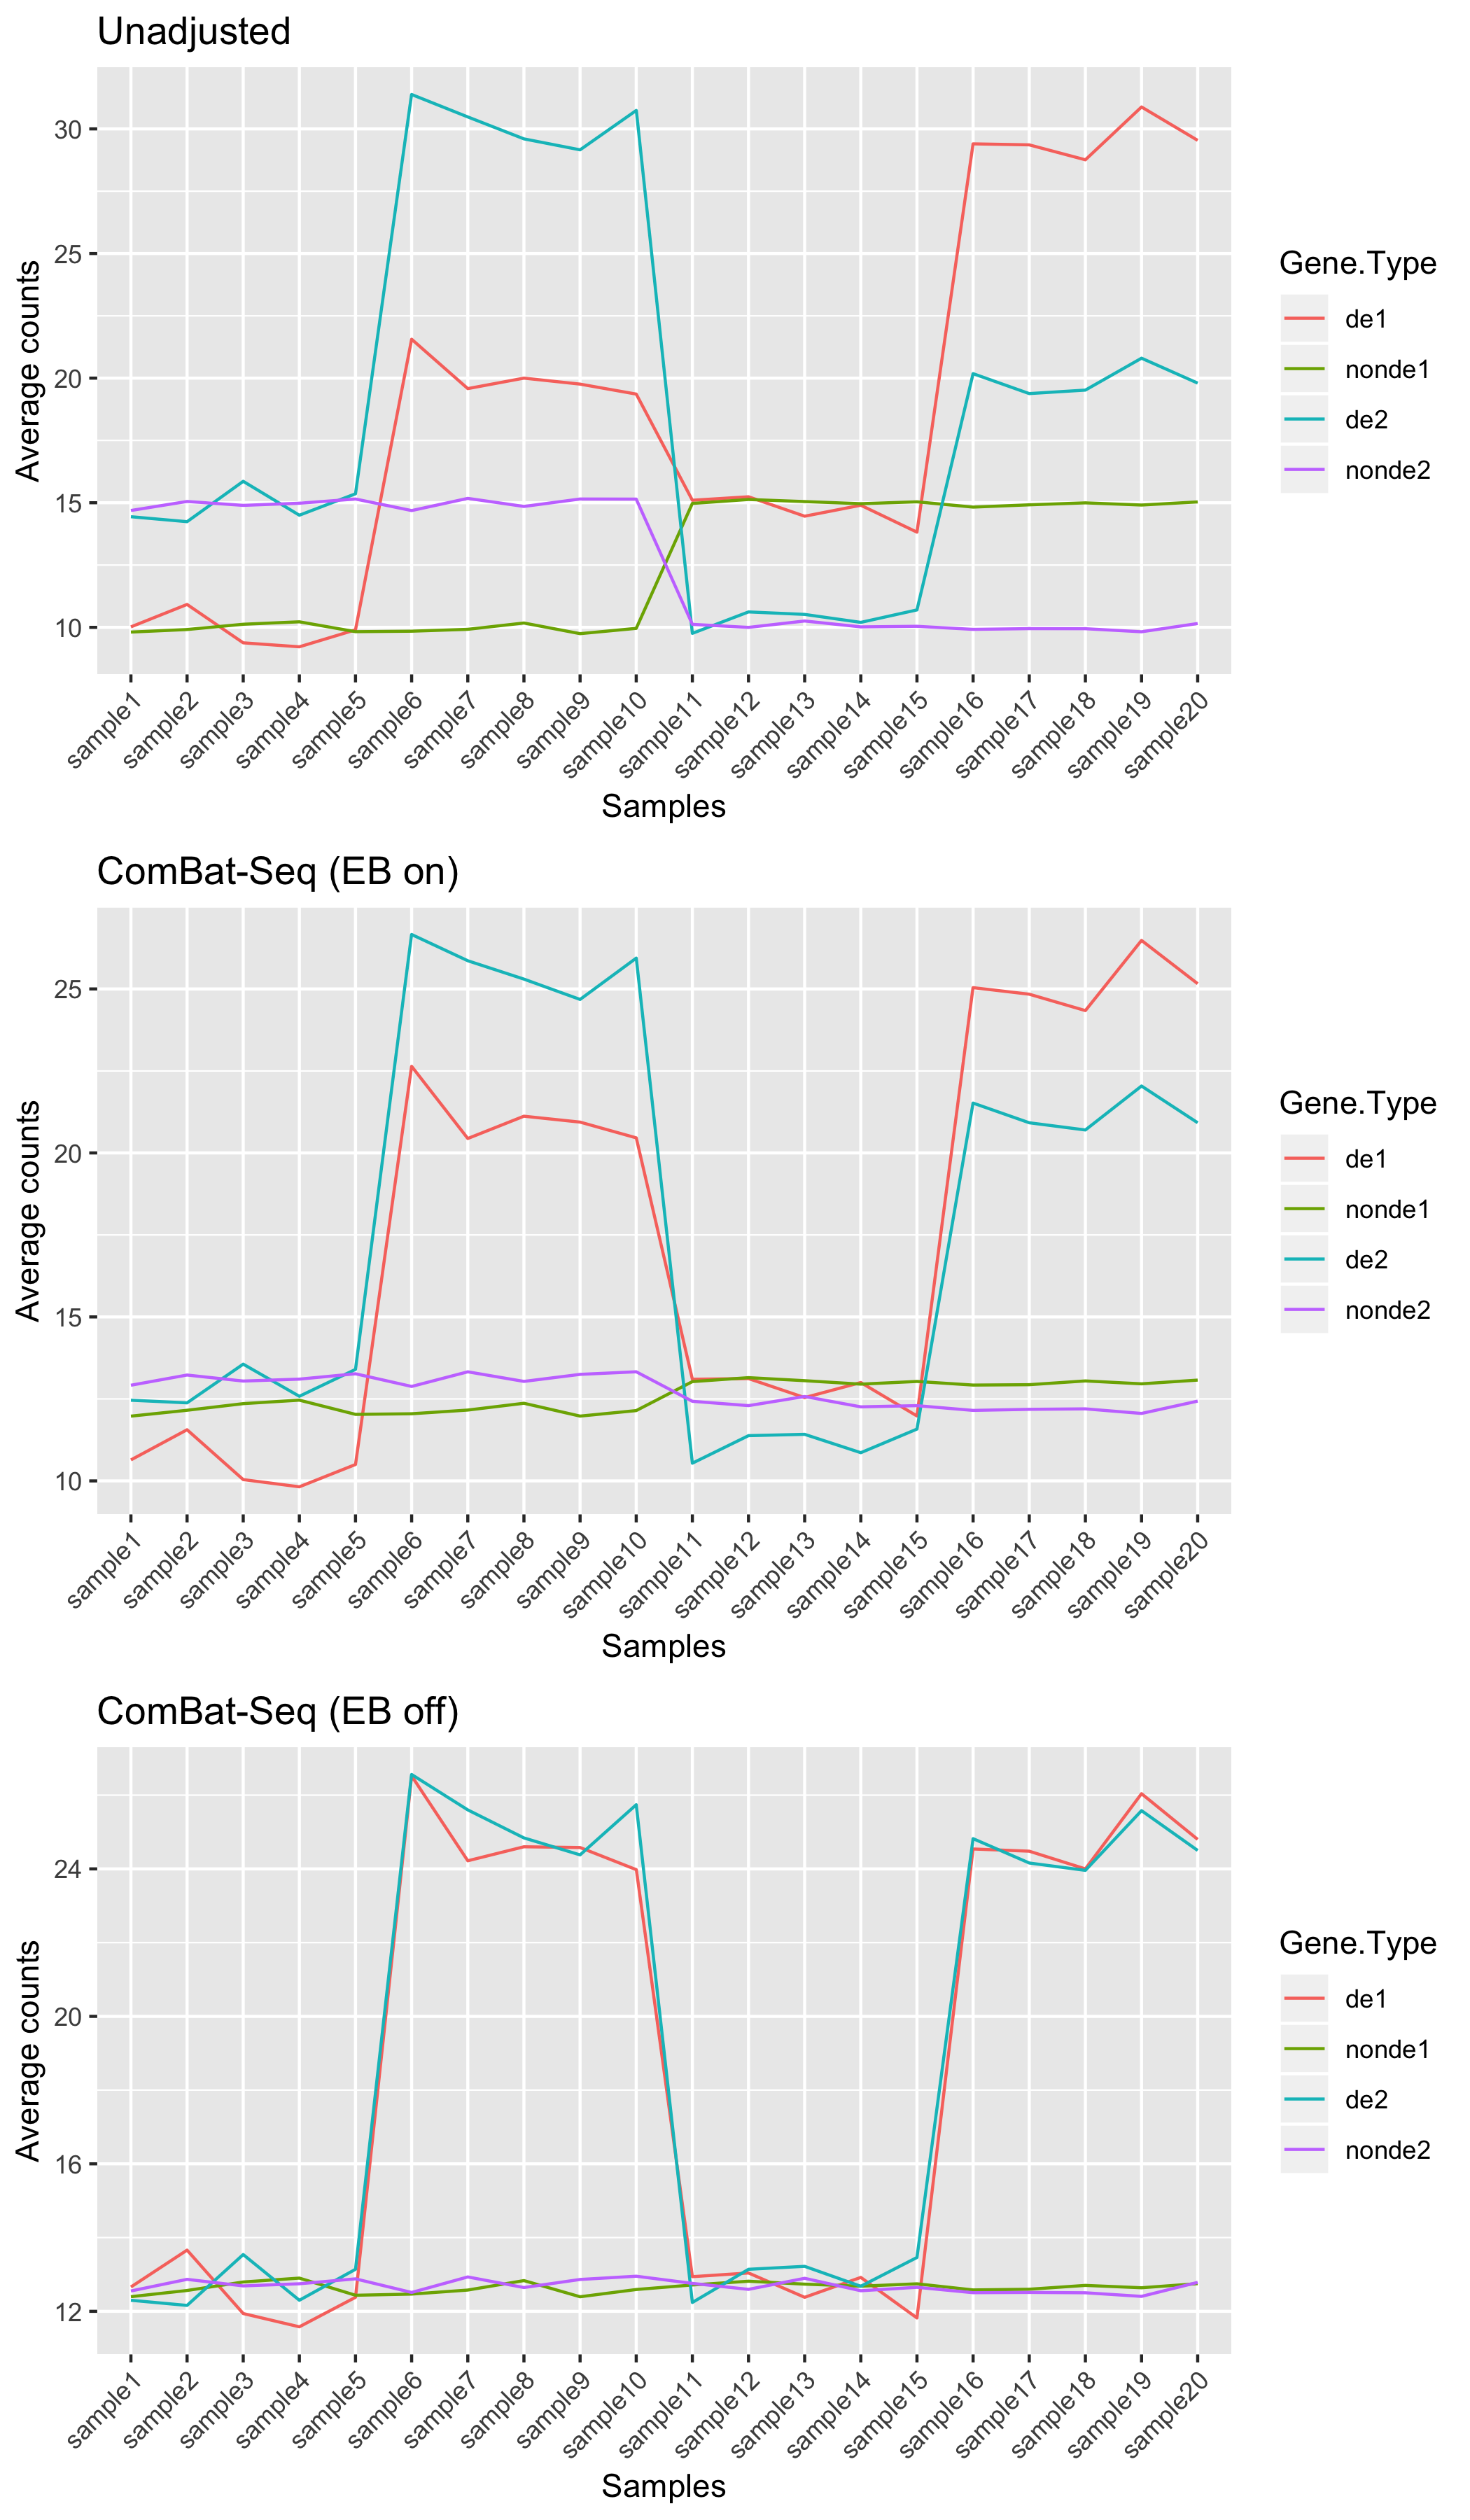 Unadjusted
Average counts
30
25
20
15
10
sample1
sample2
sample3
sample4
sample5
sample6
sample7
sample8
sample9
sample10
sample11
sample12
sample13
sample14
sample15
sample16
sample17
sample18
sample19
sample20
Samples
Gene.Type
de1
nonde1
de2
nonde2
ComBat-Seq (EB on)
Average counts
25
20
15
10
sample1
sample2
sample3
sample4
sample5
sample6
sample7
sample8
sample9
sample10
sample11
sample12
sample13
sample14
sample15
sample16
sample17
sample18
sample19
sample20
Samples
Gene.Type
de1
nonde1
de2
nonde2
ComBat-Seq (EB off)
Average counts
24
20
16
12
sample1
sample2
sample3
sample4
sample5
sample6
sample7
sample8
sample9
sample10
sample11
sample12
sample13
sample14
sample15
sample16
sample17
sample18
sample19
sample20
Samples
Gene.Type
de1
nonde1
de2
nonde2